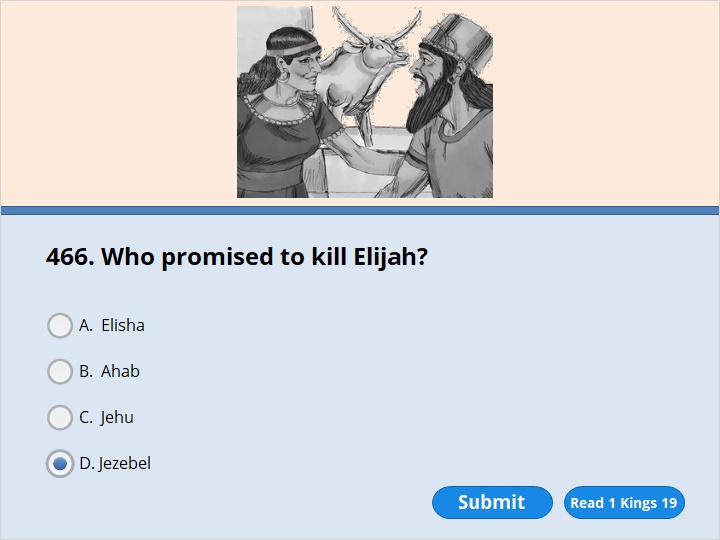 466. Who promised to kill Elijah?
A. Elisha
B. Ahab
C. Jehu
D. Jezebel
Submit
Read 1 Kings 19